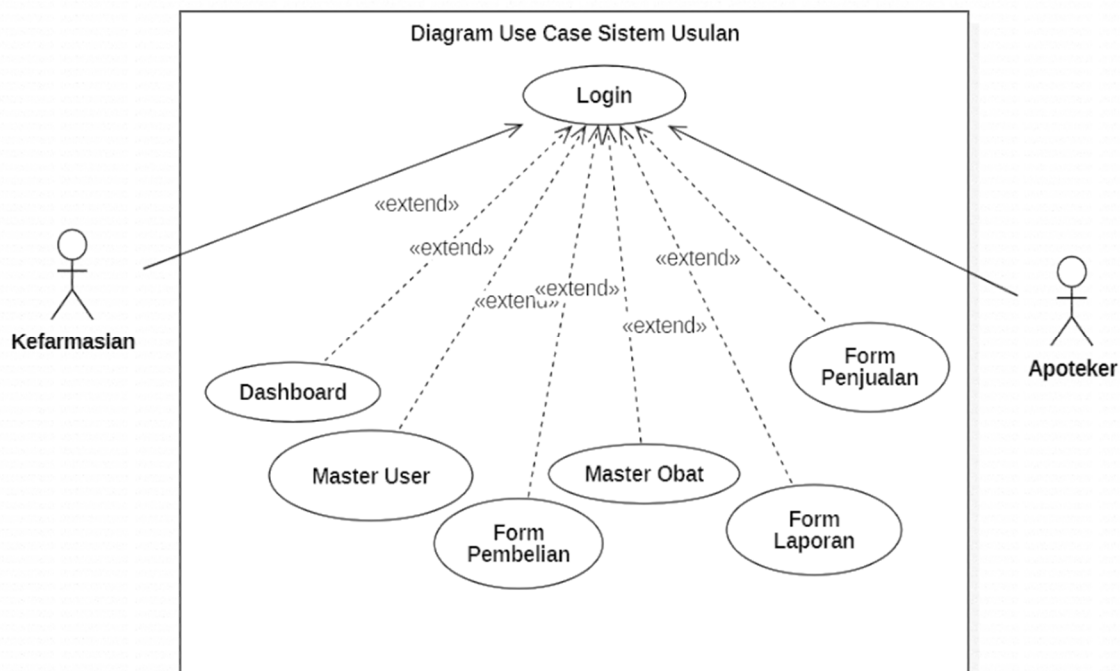 Diagram Use Case Sistem Usulan
Login
«extend»
«extend»
«extend»
«extend»
«extend»
«extend»
Kefarmasian
Apoteker
Form
Penjualan
Dashboard
Master User
Master Obat
Form
Pembelian
Form
Laporan